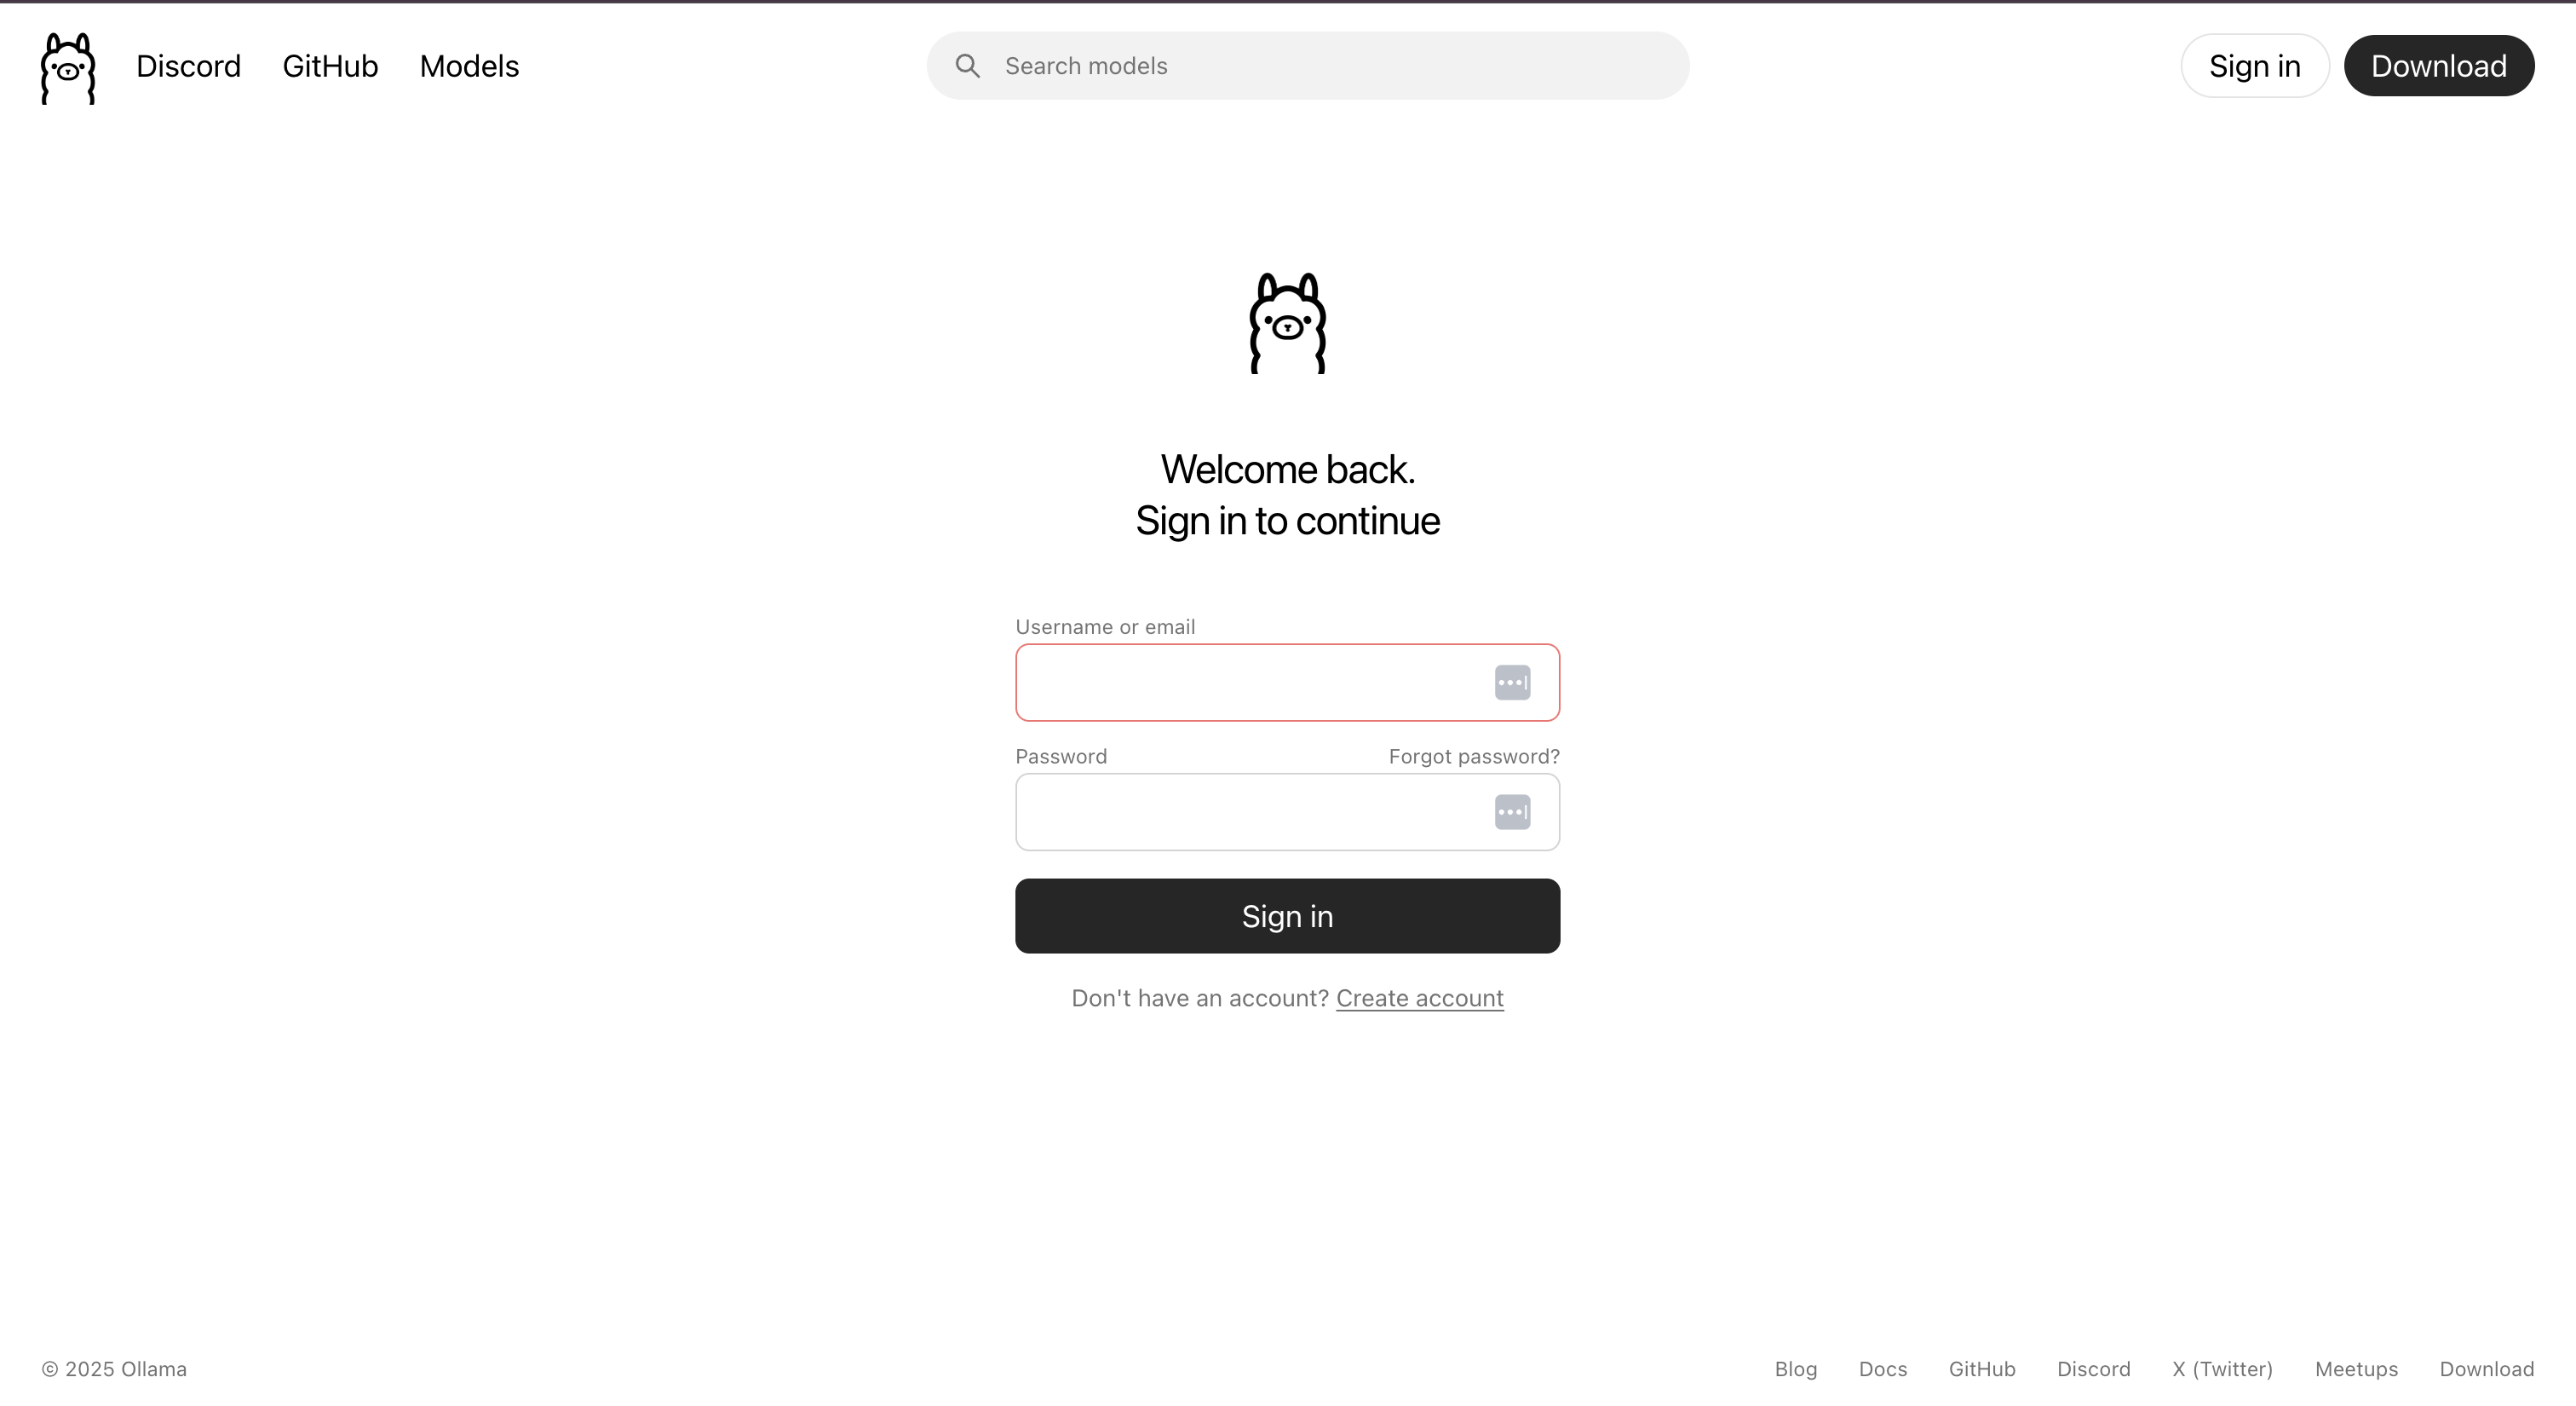 Discord GitHub Models Search models Sign in Download
Welcome back.
Sign in to continue
Username or email
Password Forgot password?
Sign in
Don't have an account? Create account
© 2025 Ollama Blog Docs GitHub Discord X (Twitter) Meetups Download